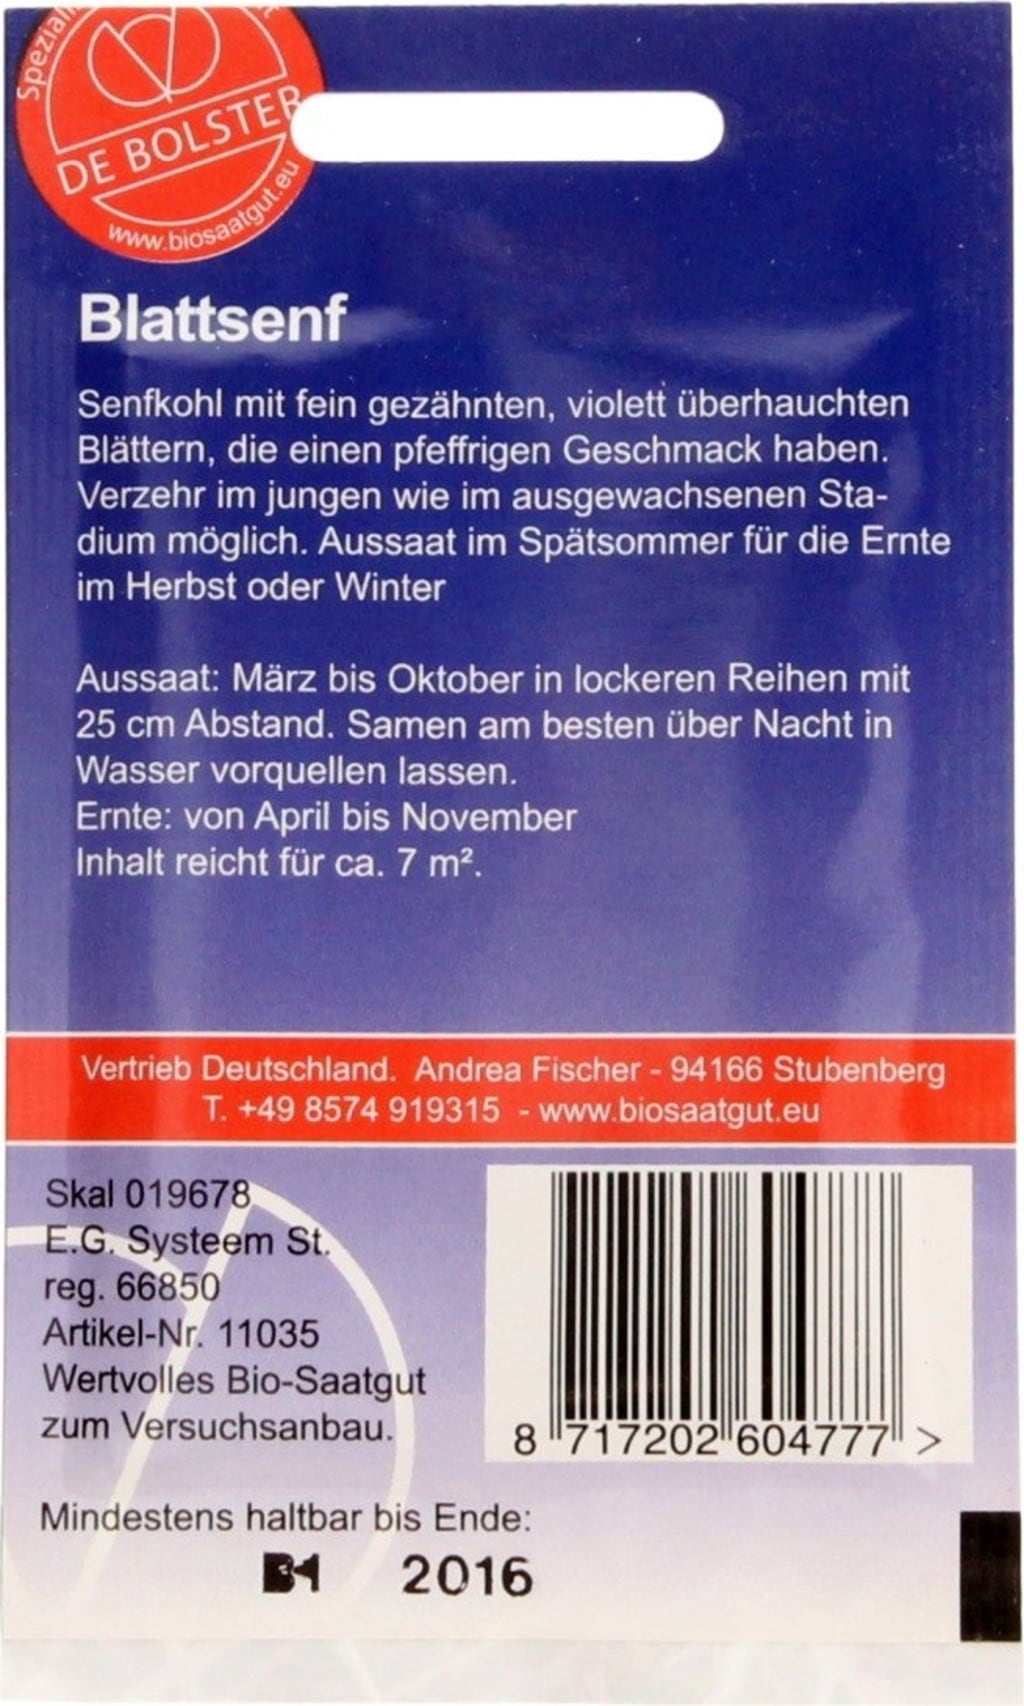 DE BOLSTER
www.biosaatgut.eu
Blattsenf
Senfkohl mit fein gezähnten, violett überhauchten
Blättern, die einen pfeffrigen Geschmack haben.
Verzehr im jungen wie im ausgewachsenen Sta-
dium möglich. Aussaat im Spätsommer für die Ernte
im Herbst oder Winter
Aussaat: März bis Oktober in lockeren Reihen mit
25 cm Abstand. Samen am besten über Nacht in
Wasser vorquellen lassen.
Ernte: von April bis November
Inhalt reicht für ca. 7 m².
Vertrieb Deutschland. Andrea Fischer - 94166 Stubenberg
T. +49 8574 919315 - www.biosaatgut.eu
Skal 019678
E.G. Systeem St.
reg. 66850
Artikel-Nr. 11035
Wertvolles Bio-Saatgut
zum Versuchsanbau.
8 717202 604777 >
Mindestens haltbar bis Ende:
B1 2016